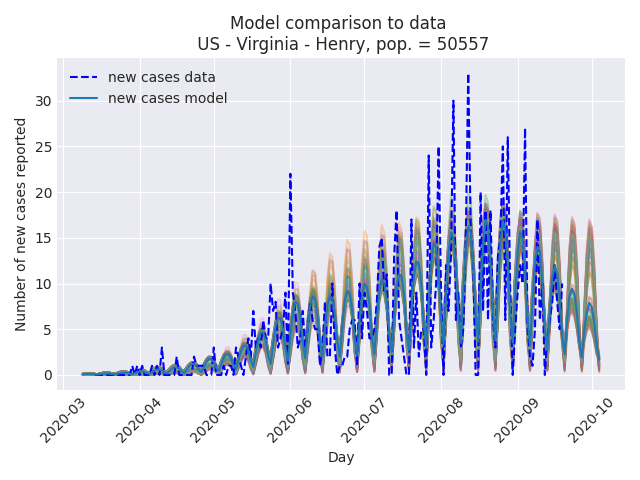 Model comparison to data
US - Virginia - Henry, pop. = 50557
new cases data
new cases model
Number of new cases reported
30
25
20
15
10
5
0
2020-03
2020-04
2020-05
2020-06
2020-07
2020-08
2020-09
2020-10
Day